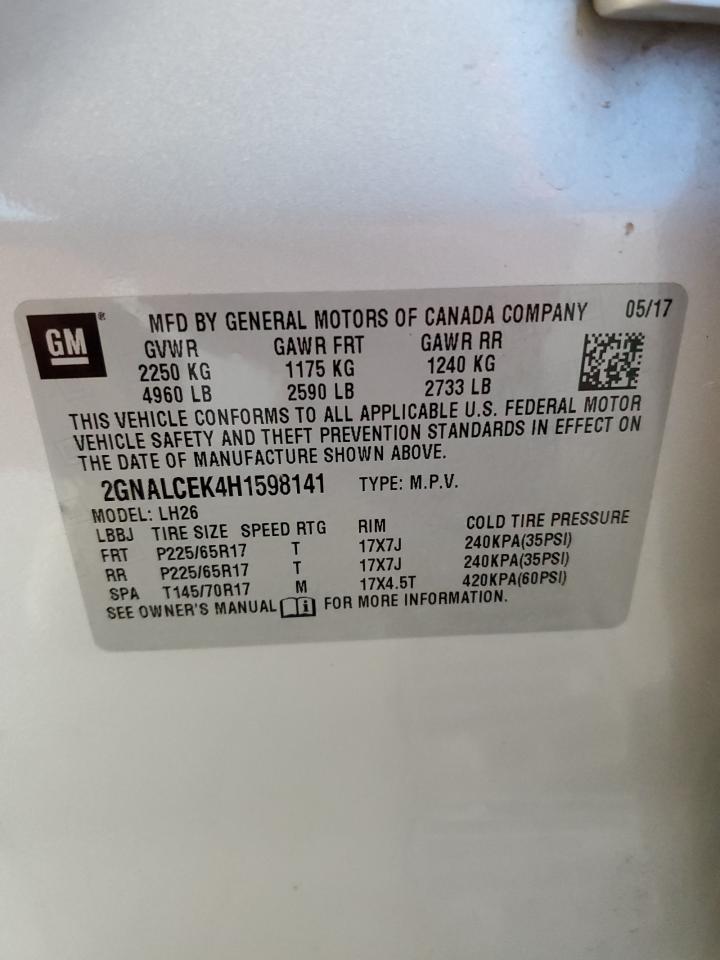 GM® MFD BY GENERAL MOTORS OF CANADA COMPANY 05/17
GVWR GAWR FRT GAWR RR
2250 KG 1175 KG 1240 KG
4960 LB 2590 LB 2733 LB
THIS VEHICLE CONFORMS TO ALL APPLICABLE U.S. FEDERAL MOTOR
VEHICLE SAFETY AND THEFT PREVENTION STANDARDS IN EFFECT ON
THE DATE OF MANUFACTURE SHOWN ABOVE.
2GNALCEK4H1598141 TYPE: M.P.V.
MODEL: LH26
LBBJ TIRE SIZE SPEED RTG RIM COLD TIRE PRESSURE
FRT P225/65R17 T 17X7J 240KPA(35PSI)
RR P225/65R17 T 17X7J 240KPA(35PSI)
SPA T145/70R17 M 17X4.5T 420KPA(60PSI)
SEE OWNER'S MANUAL i FOR MORE INFORMATION.